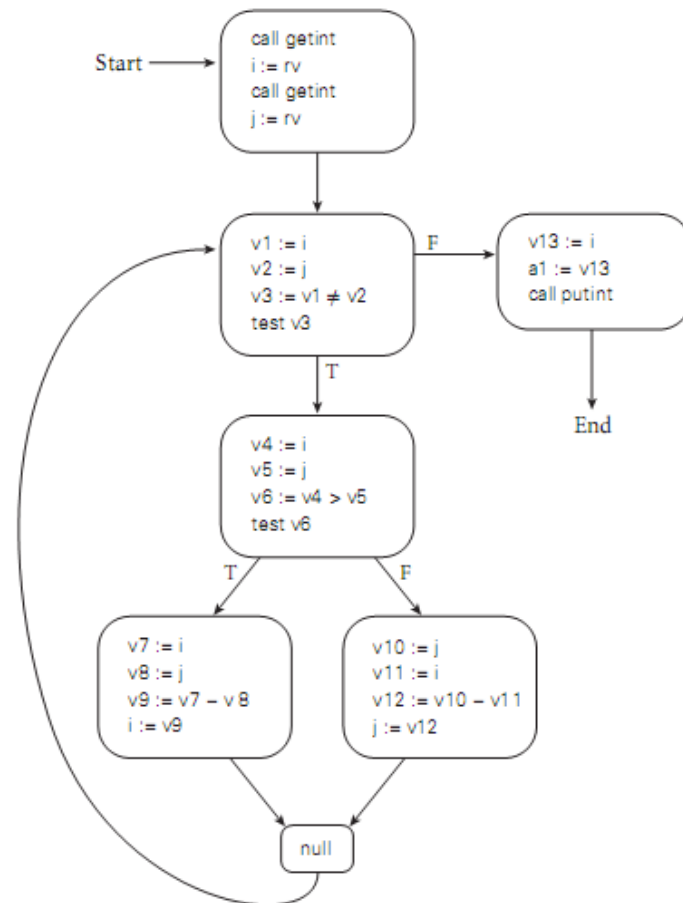 call getint
Start
i := rv
call getint
j := rv
v1 := i
v2 := j
v3 := v1 ≠ v2
test v3
F
v13 := i
a1 := v13
call putint
T
End
v4 := i
v5 := j
v6 := v4 > v5
test v6
T
F
v7 := i
v8 := j
v9 := v7 – v8
i := v9
v10 := j
v11 := i
v12 := v10 – v11
j := v12
null